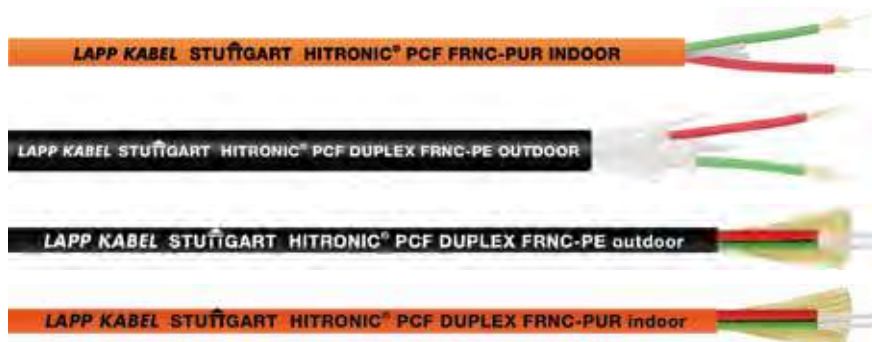 LAPP KABEL STUTTGART HITRONIC® PCF FRNC-PUR INDOOR
LAPP KABEL STUTTGART HITRONIC® PCF DUPLEX FRNC-PE OUTDOOR
LAPP KABEL STUTTGART HITRONIC® PCF DUPLEX FRNC-PE outdoor
LAPP KABEL STUTTGART HITRONIC® PCF DUPLEX FRNC-PUR indoor